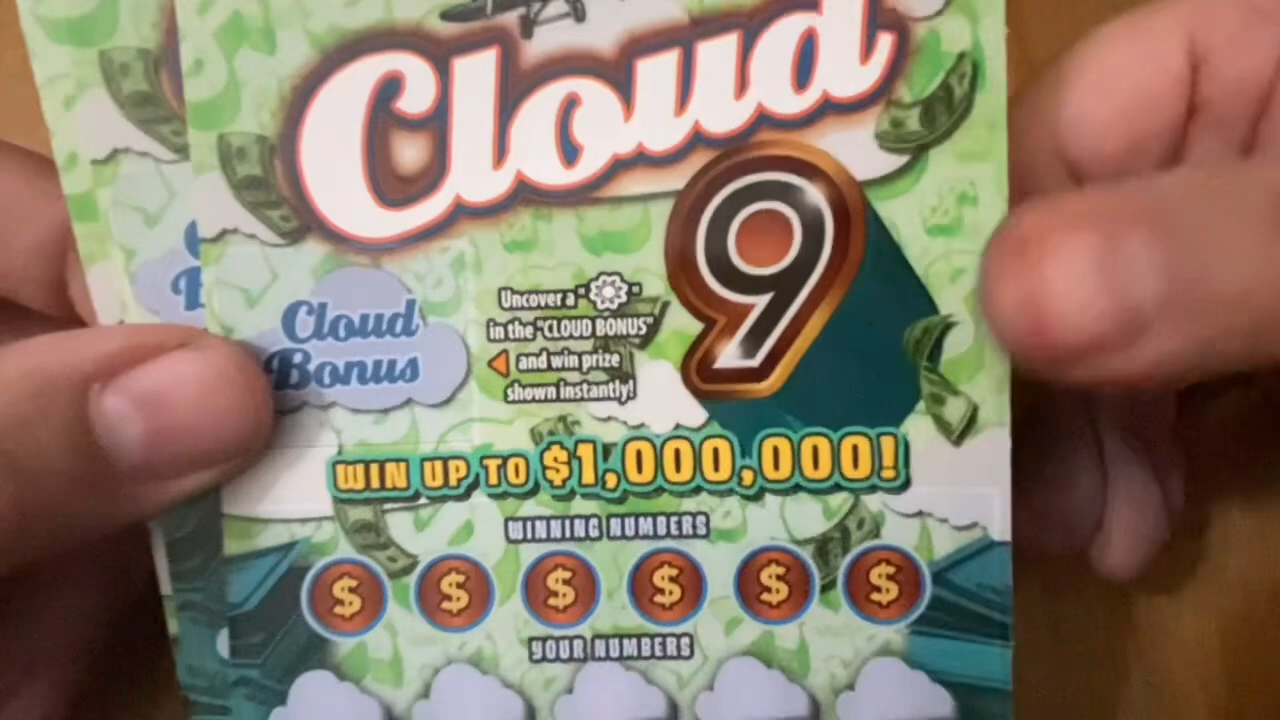 Cloud
9
Cloud
Bonus
Uncover a " "
in the "CLOUD BONUS"
and win prize
shown instantly!
WIN UP TO $1,000,000!
WINNING NUMBERS
$ $ $ $ $ $
YOUR NUMBERS